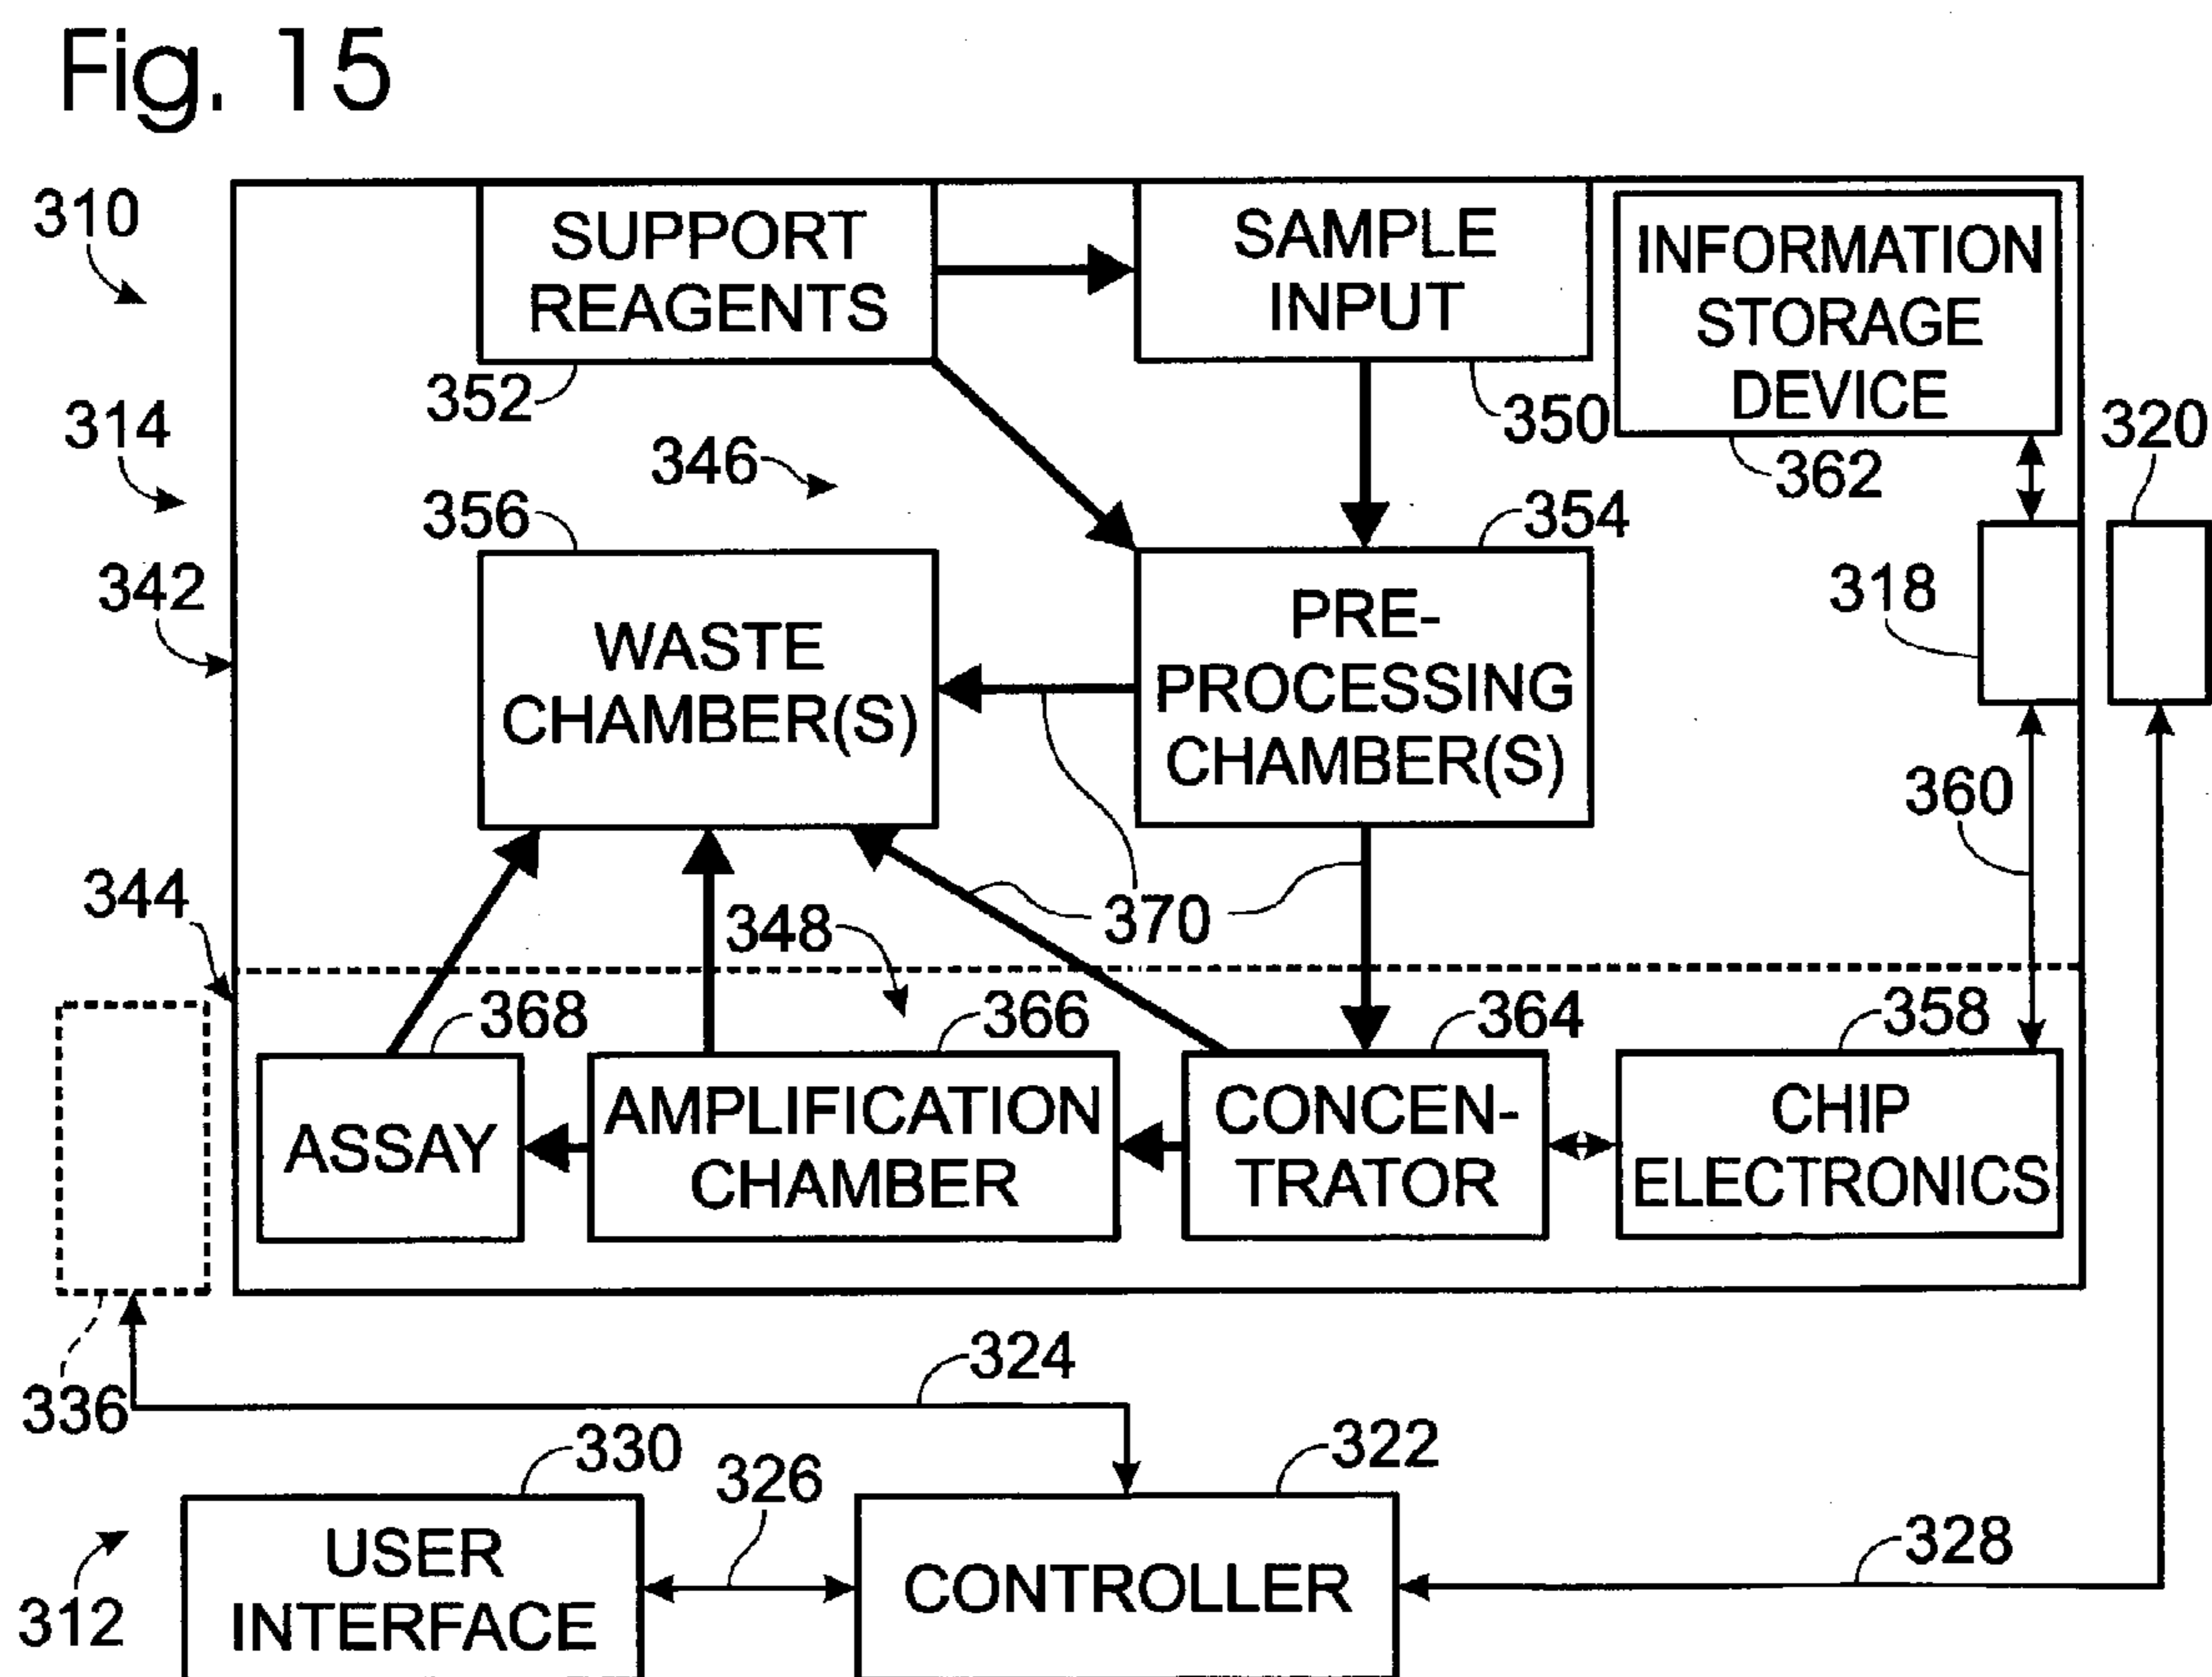 Fig. 15
310
SUPPORT
REAGENTS
SAMPLE
INPUT
INFORMATION
STORAGE
DEVICE
352
350
314
346
362
320
356
354
342
WASTE
CHAMBER(S)
PRE-
PROCESSING
CHAMBER(S)
318
360
344
348
370
368
366
364
358
ASSAY
AMPLIFICATION
CHAMBER
CONCEN-
TRATOR
CHIP
ELECTRONICS
336
324
330
326
322
328
312
USER
INTERFACE
CONTROLLER